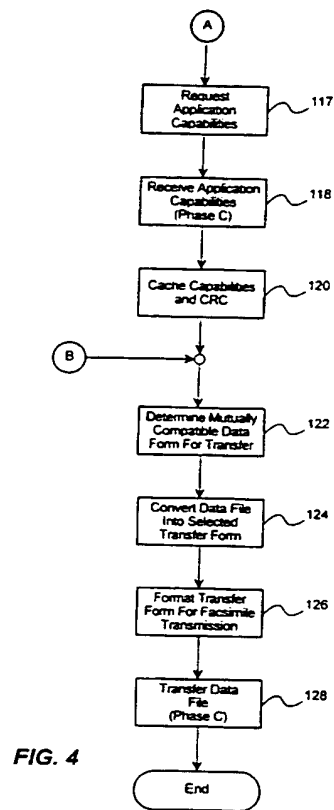 A
Request
Application
Capabilities
117
Receive Application
Capabilities
(Phase C)
118
Cache Capabilities
and CRC
120
B
Determine Mutually
Compatible Data
Form For Transfer
122
Convert Data File
Into Selected
Transfer Form
124
Format Transfer
Form For Facsimile
Transmission
126
Transfer Data
File
(Phase C)
128
FIG. 4
End